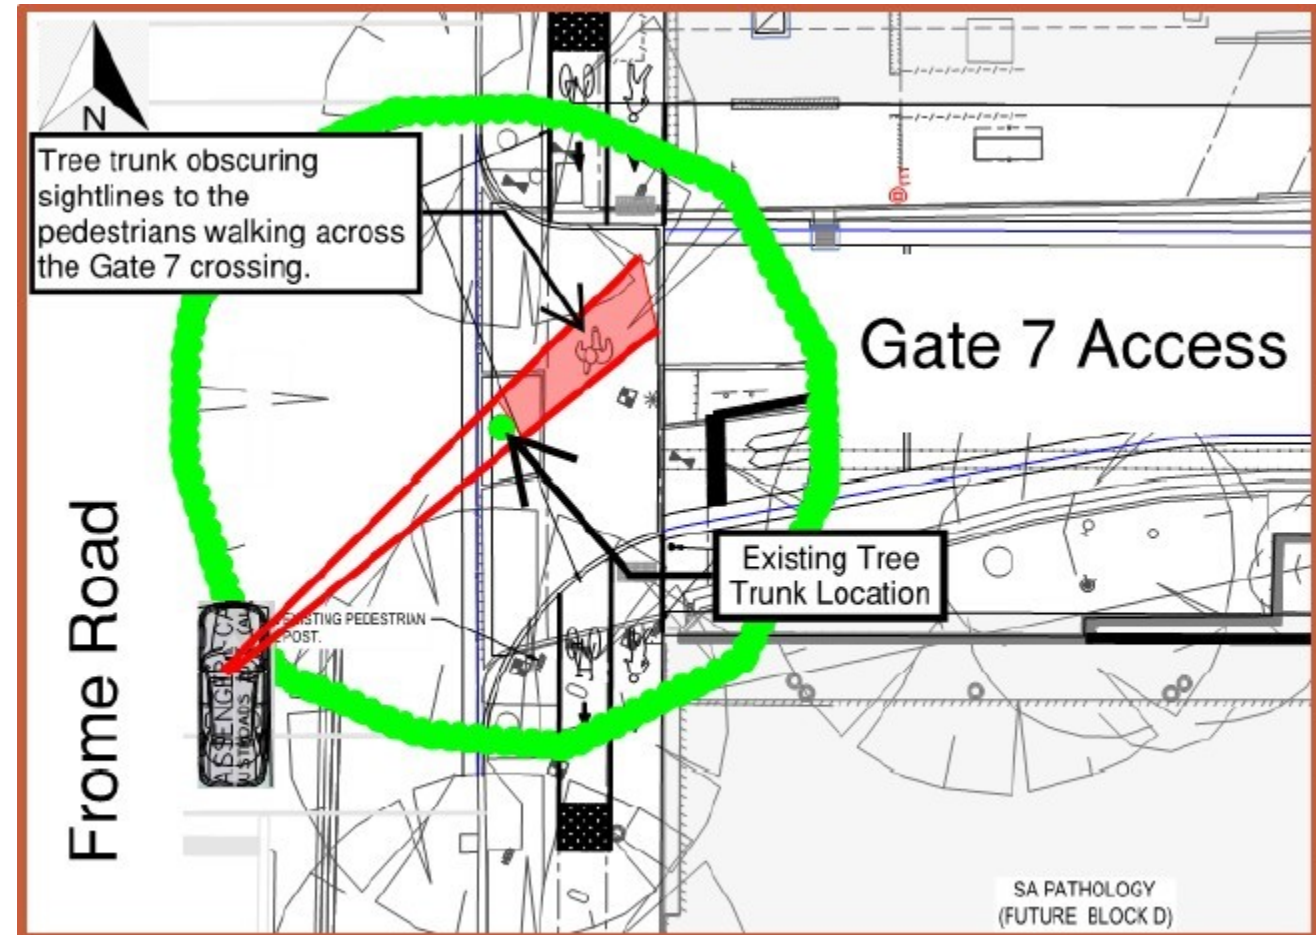 N
Tree trunk obscuring
sightlines to the
pedestrians walking across
the Gate 7 crossing.
Gate 7 Access
Existing Tree
Trunk Location
Frome Road
EXISTING PEDESTRIAN
POST.
SA PATHOLOGY
(FUTURE BLOCK D)